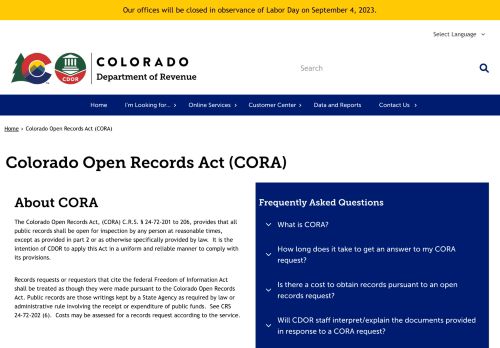 Our offices will be closed in observance of Labor Day on September 4, 2023.
Select Language
COLORADO
Department of Revenue
CDOR
Search
Home
I'm Looking for...
Online Services
Customer Center
Data and Reports
Contact Us
Home › Colorado Open Records Act (CORA)
Colorado Open Records Act (CORA)
About CORA
The Colorado Open Records Act, (CORA) C.R.S. § 24-72-201 to 206, provides that all
public records shall be open for inspection by any person at reasonable times,
except as provided in part 2 or as otherwise specifically provided by law. It is the
intention of CDOR to apply this Act in a uniform and reliable manner to comply with
its provisions.
Records requests or requestors that cite the federal Freedom of Information Act
shall be treated as though they were made pursuant to the Colorado Open Records
Act. Public records are those writings kept by a State Agency as required by law or
administrative rule involving the receipt or expenditure of public funds. See CRS
24-72-202 (6). Costs may be assessed for a records request according to the service.
Frequently Asked Questions
What is CORA?
How long does it take to get an answer to my CORA
request?
Is there a cost to obtain records pursuant to an open
records request?
Will CDOR staff interpret/explain the documents provided
in response to a CORA request?